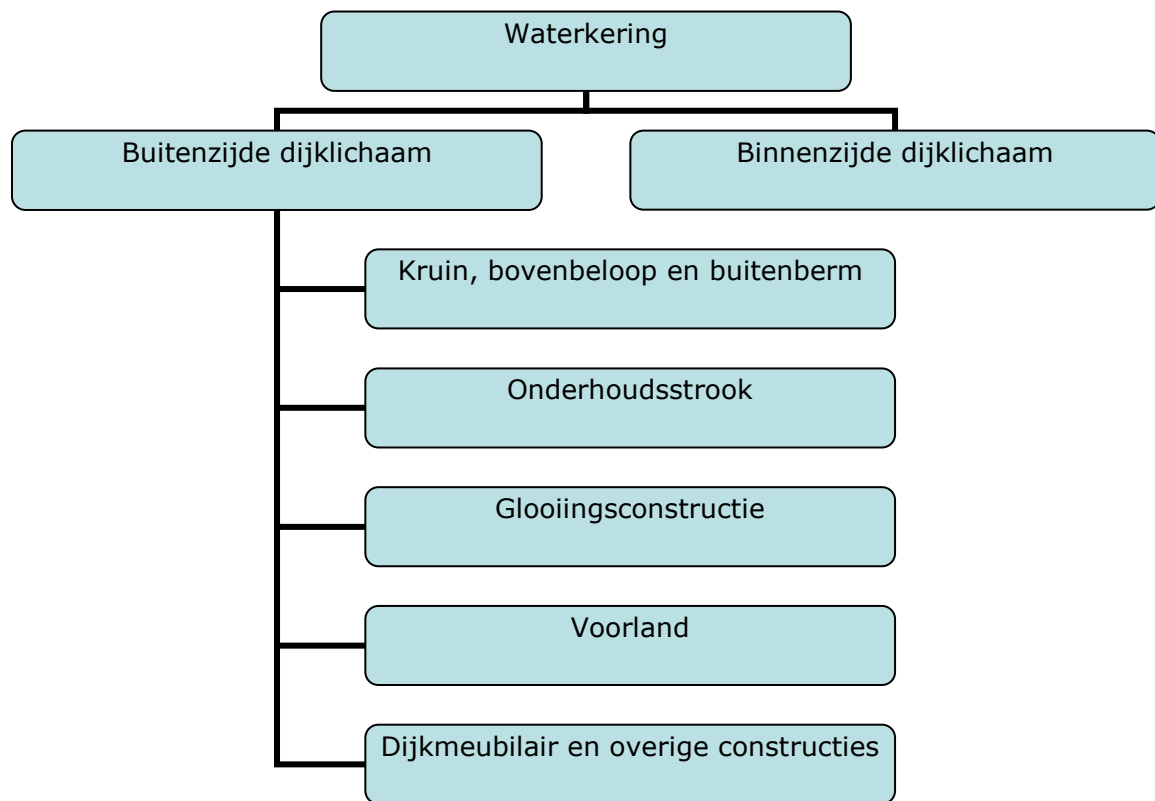 Waterkering
Buitenzijde dijklichaam
Binnenzijde dijklichaam
Kruin, bovenbeloop en buitenberm
Onderhoudsstrook
Glooiingsconstructie
Voorland
Dijkmeubilair en overige constructies